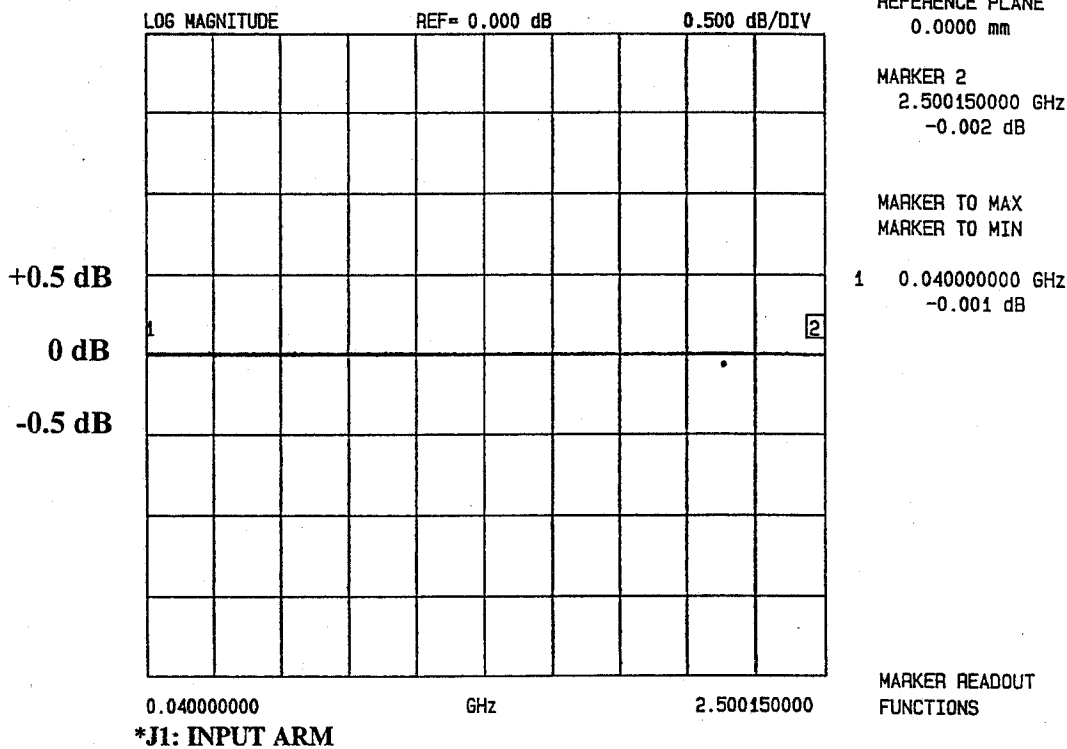 LOG MAGNITUDE REF= 0.000 dB 0.500 dB/DIV
REFERENCE PLANE
0.0000 mm
MARKER 2
2.500150000 GHz
-0.002 dB
MARKER TO MAX
MARKER TO MIN
1 0.040000000 GHz
-0.001 dB
+0.5 dB
0 dB
-0.5 dB
1
2
0.040000000 GHz 2.500150000
MARKER READOUT
FUNCTIONS
*J1: INPUT ARM